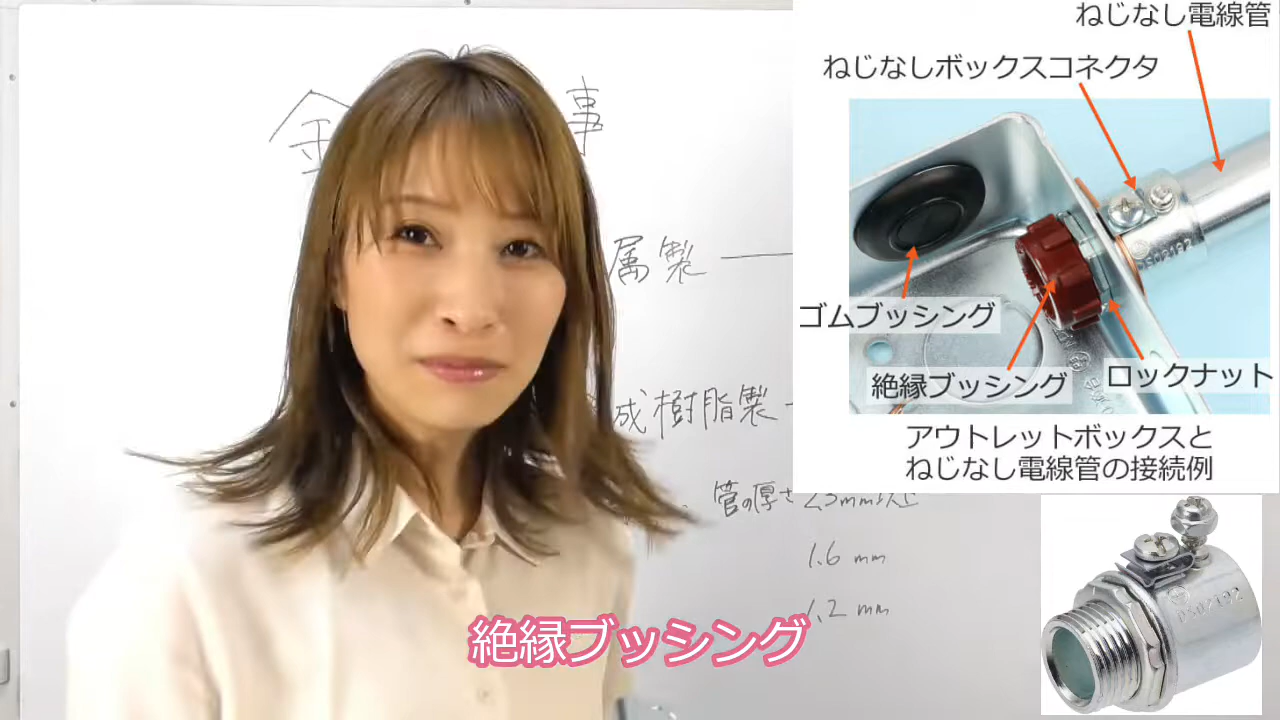 金
事
属製
成樹脂製
管の厚さ
1.6 mm
1.2 mm
ねじなし電線管
ねじなしボックスコネクタ
ゴムブッシング
絶縁ブッシング
ロックナット
アウトレットボックスと
ねじなし電線管の接続例
絶縁ブッシング